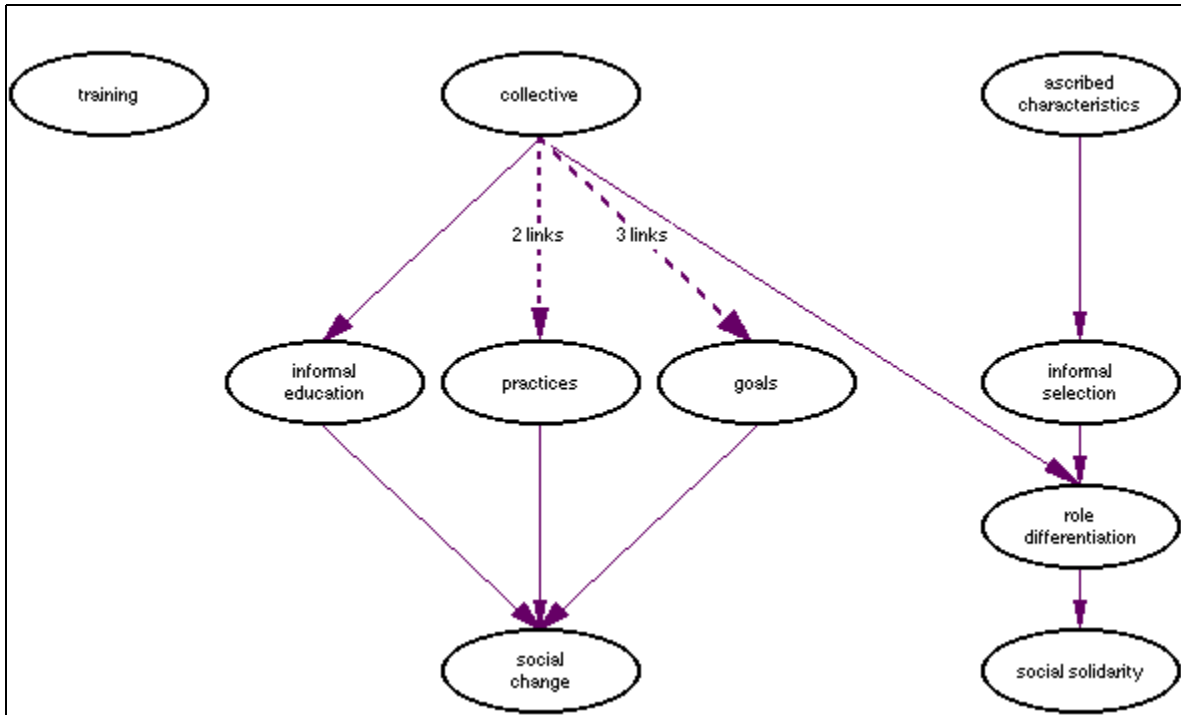 training
collective
ascribed
characteristics
2 links
3 links
informal
education
practices
goals
informal
selection
role
differentiation
social
change
social solidarity